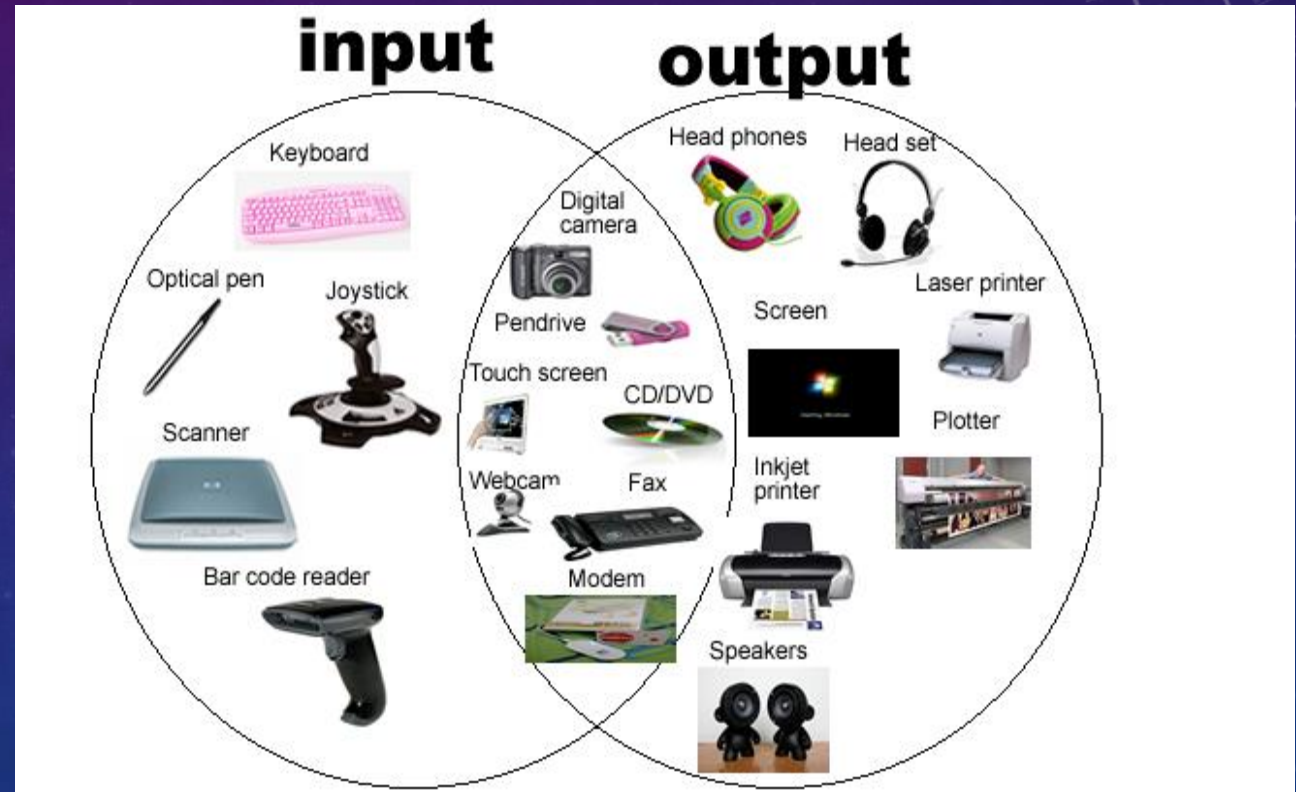 input
output
Keyboard
Optical pen
Joystick
Scanner
Bar code reader
Digital
camera
Pendrive
Touch screen
CD/DVD
Webcam
Fax
Modem
Head phones
Head set
Laser printer
Screen
Plotter
Inkjet
printer
Speakers